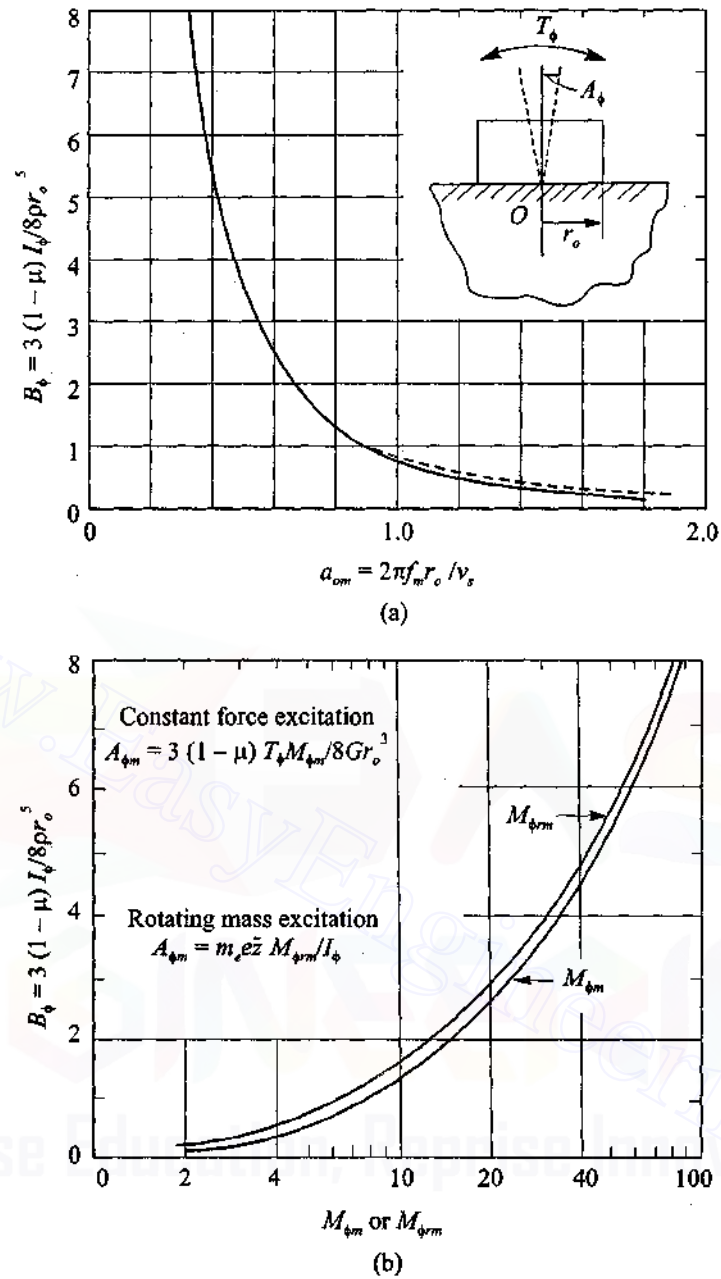 8
7
6
5
4
3
2
1
0
B_ϕ = 3 (1 − μ) I_ϕ/8ρr_o^5
T_ϕ
A_ϕ
O
r_o
0 1.0 2.0
a_om = 2πf_m r_o /v_s
(a)
8
6
4
2
0
B_ϕ = 3 (1 − μ) I_ϕ/8ρr_o^5
Constant force excitation
A_ϕm = 3 (1 − μ) T_ϕ M_ϕm/8Gr_o^3
M_ϕrm
Rotating mass excitation
A_ϕm = m_e e z̄ M_ϕrm/I_ϕ
M_ϕm
0 2 4 10 20 40 100
M_ϕm or M_ϕrm
(b)